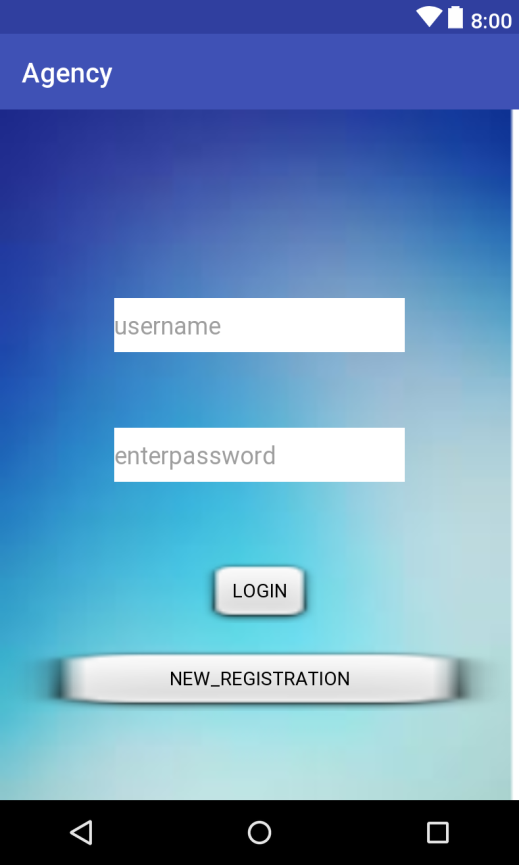 8:00
Agency
username
enterpassword
LOGIN
NEW_REGISTRATION